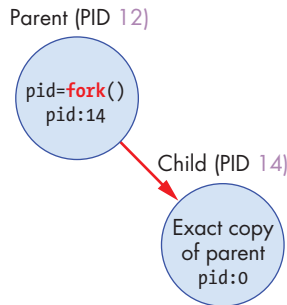 Parent (PID 12)
pid=fork()
pid:14
Child (PID 14)
Exact copy
of parent
pid:0